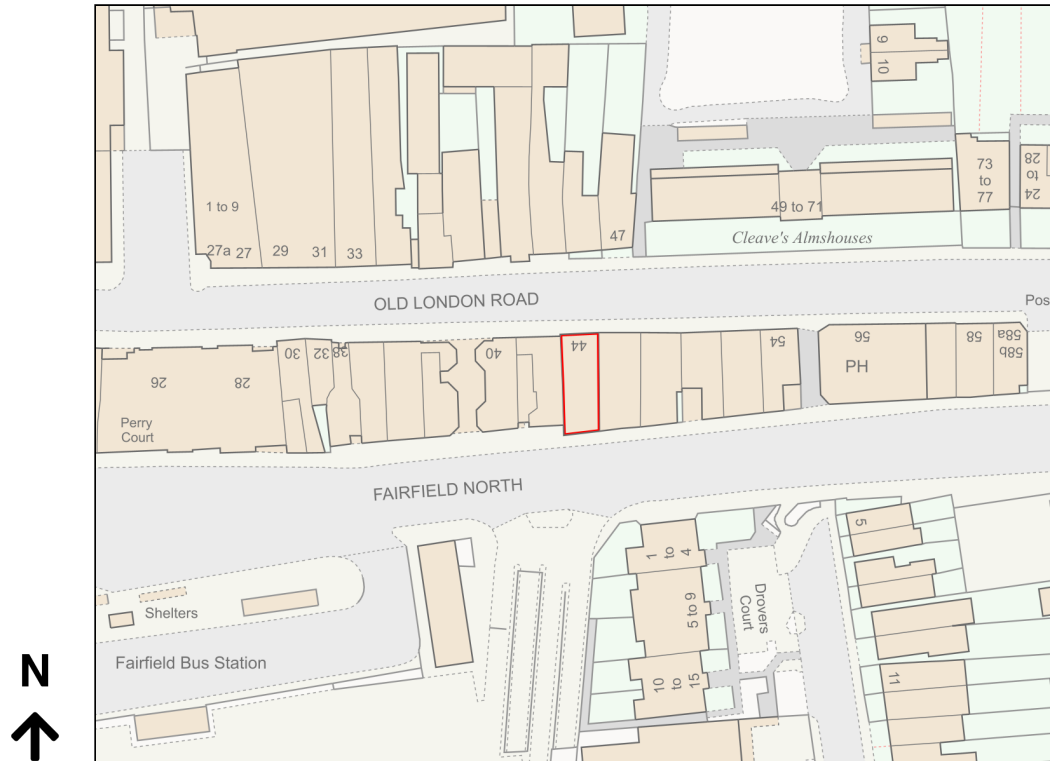 9
10
1 to 9
27a 27 29 31 33
47
49 to 71
Cleave's Almshouses
73
to
77
28
to
24
OLD LONDON ROAD
Pos
30 32 38 40 44 54 56 58 58a
58b
26 28
PH
Perry
Court
FAIRFIELD NORTH
1
to
4
5 to 9
10
to
15
Drovers
Court
5
11
Shelters
Fairfield Bus Station
N